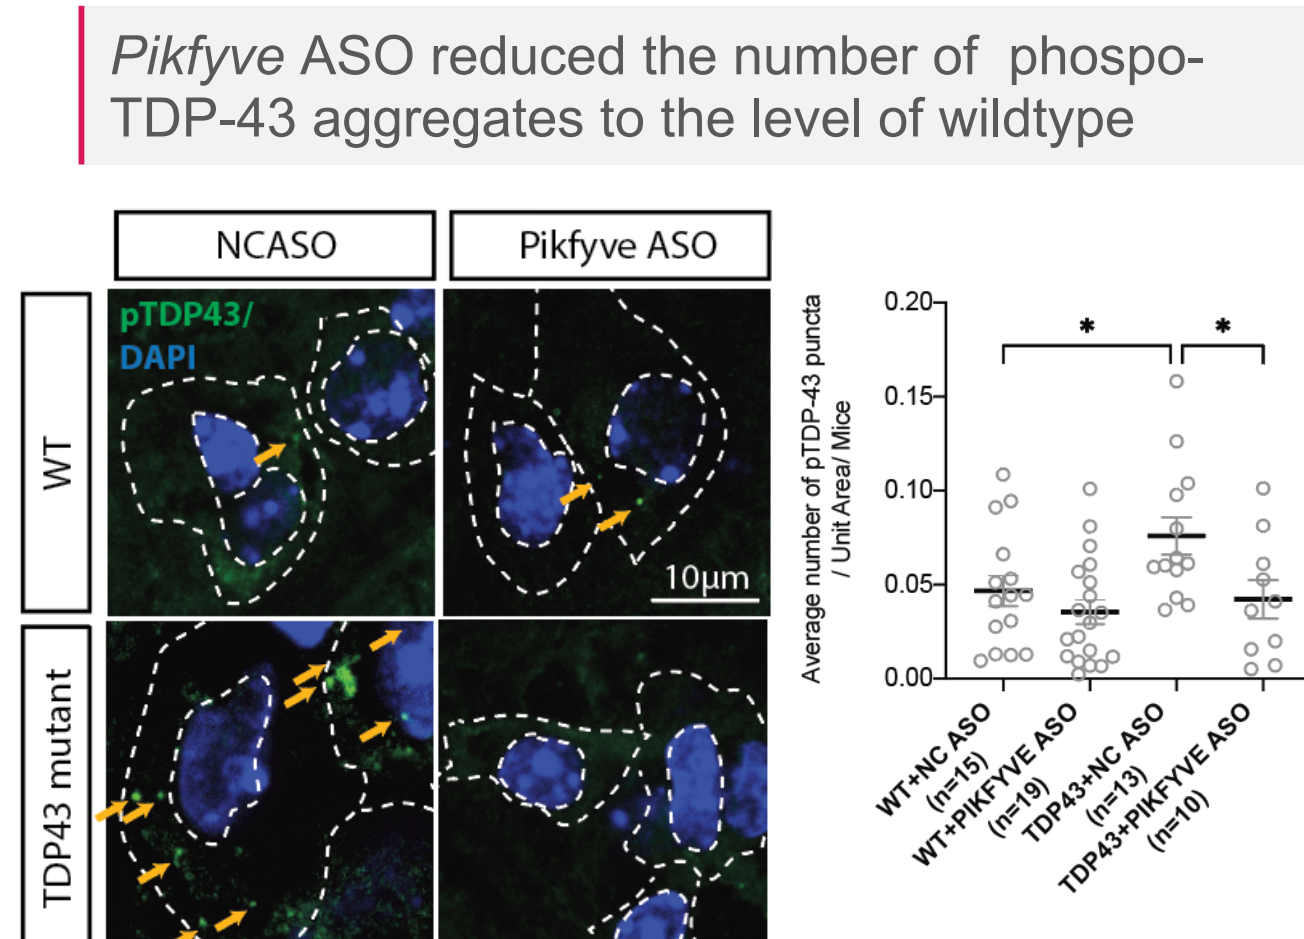 Pikfyve ASO reduced the number of  phospo-
TDP-43 aggregates to the level of wildtype
NCASO
Pikfyve ASO
WT
pTDP43/
DAPI
10µm
TDP43 mutant
Average number of pTDP-43 puncta
/ Unit Area/ Mice
0.20
0.15
0.10
0.05
0.00
*
*
WT+NC ASO
(n=15)
WT+PIKFYVE ASO
(n=19)
TDP43+NC ASO
(n=13)
TDP43+PIKFYVE ASO
(n=10)